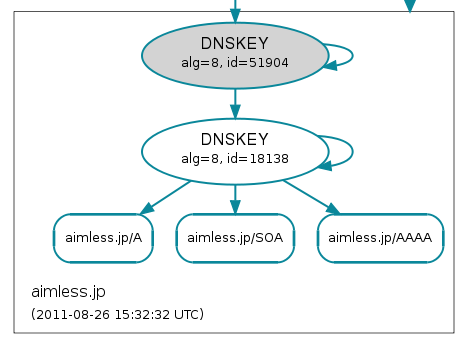 DNSKEY
alg=8, id=51904
DNSKEY
alg=8, id=18138
aimless.jp/A
aimless.jp/SOA
aimless.jp/AAAA
aimless.jp
(2011-08-26 15:32:32 UTC)